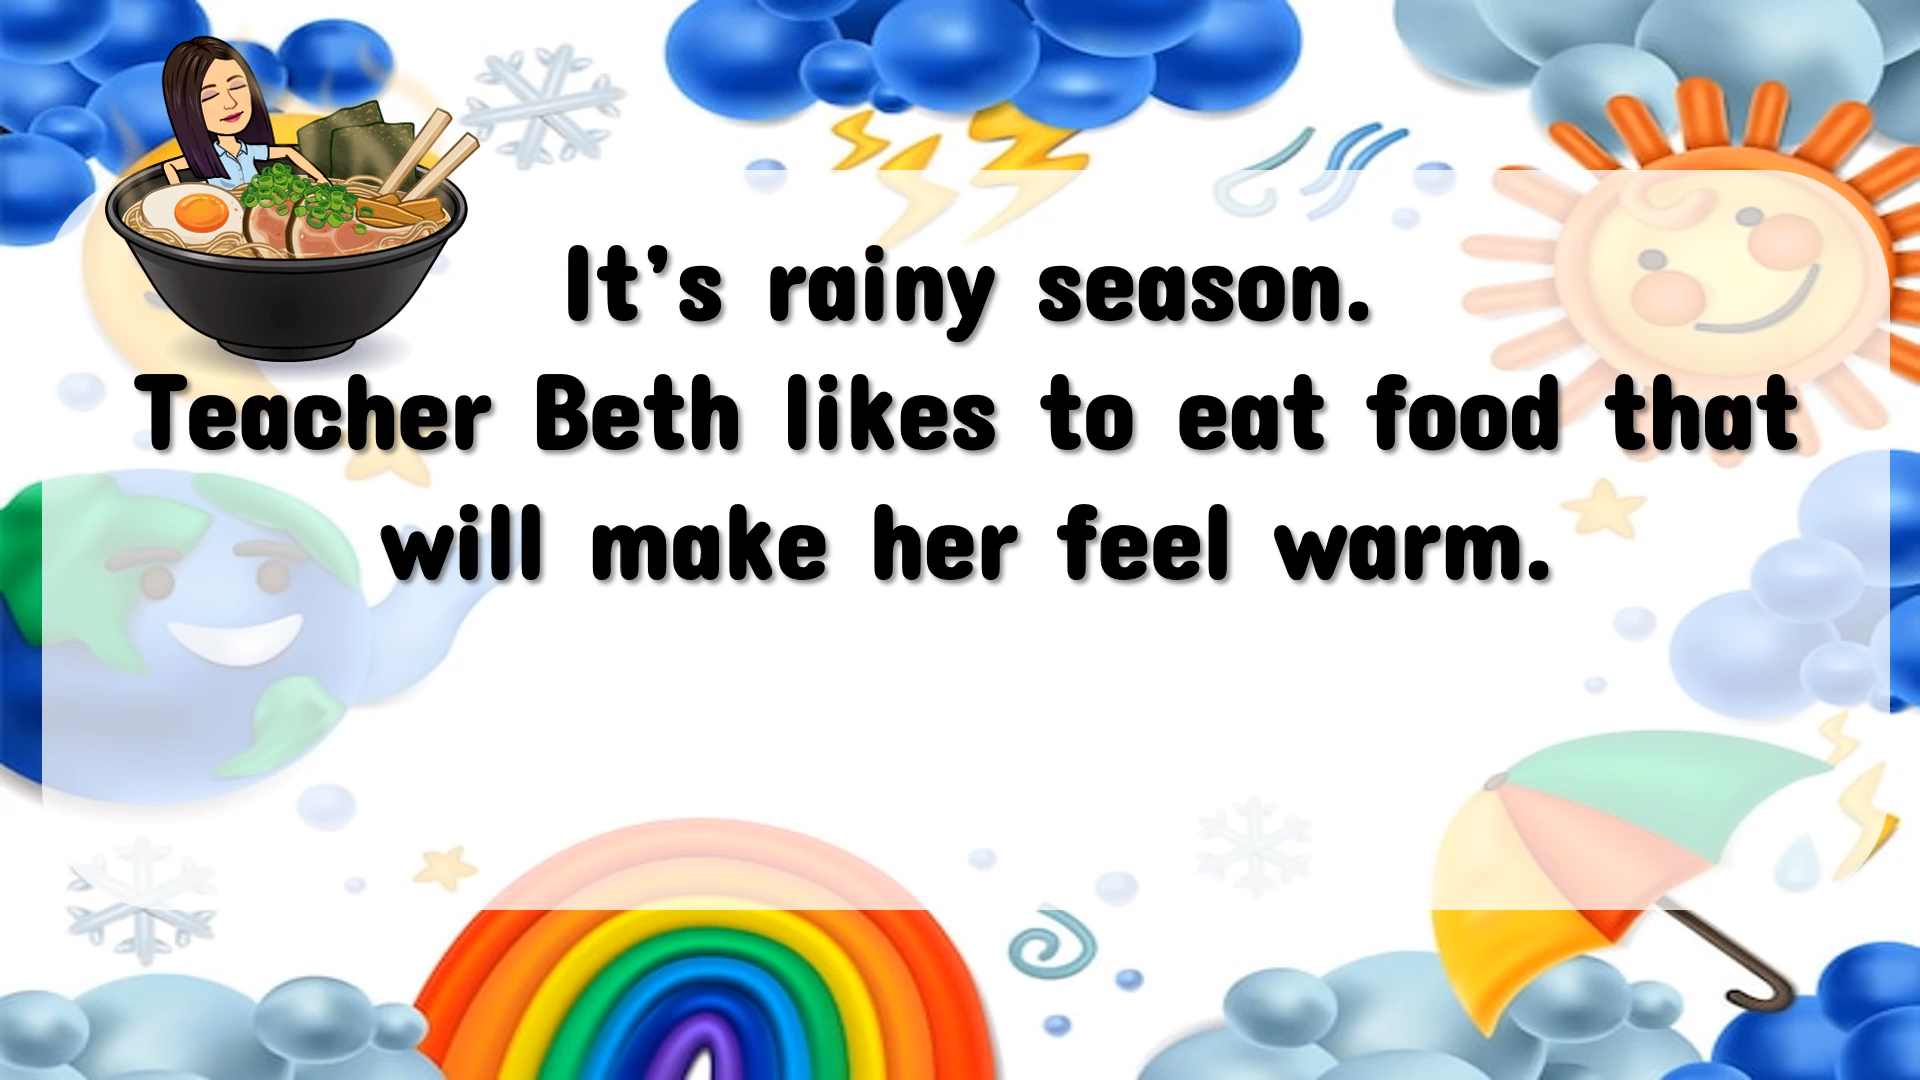 It’s rainy season.
Teacher Beth likes to eat food that
will make her feel warm.